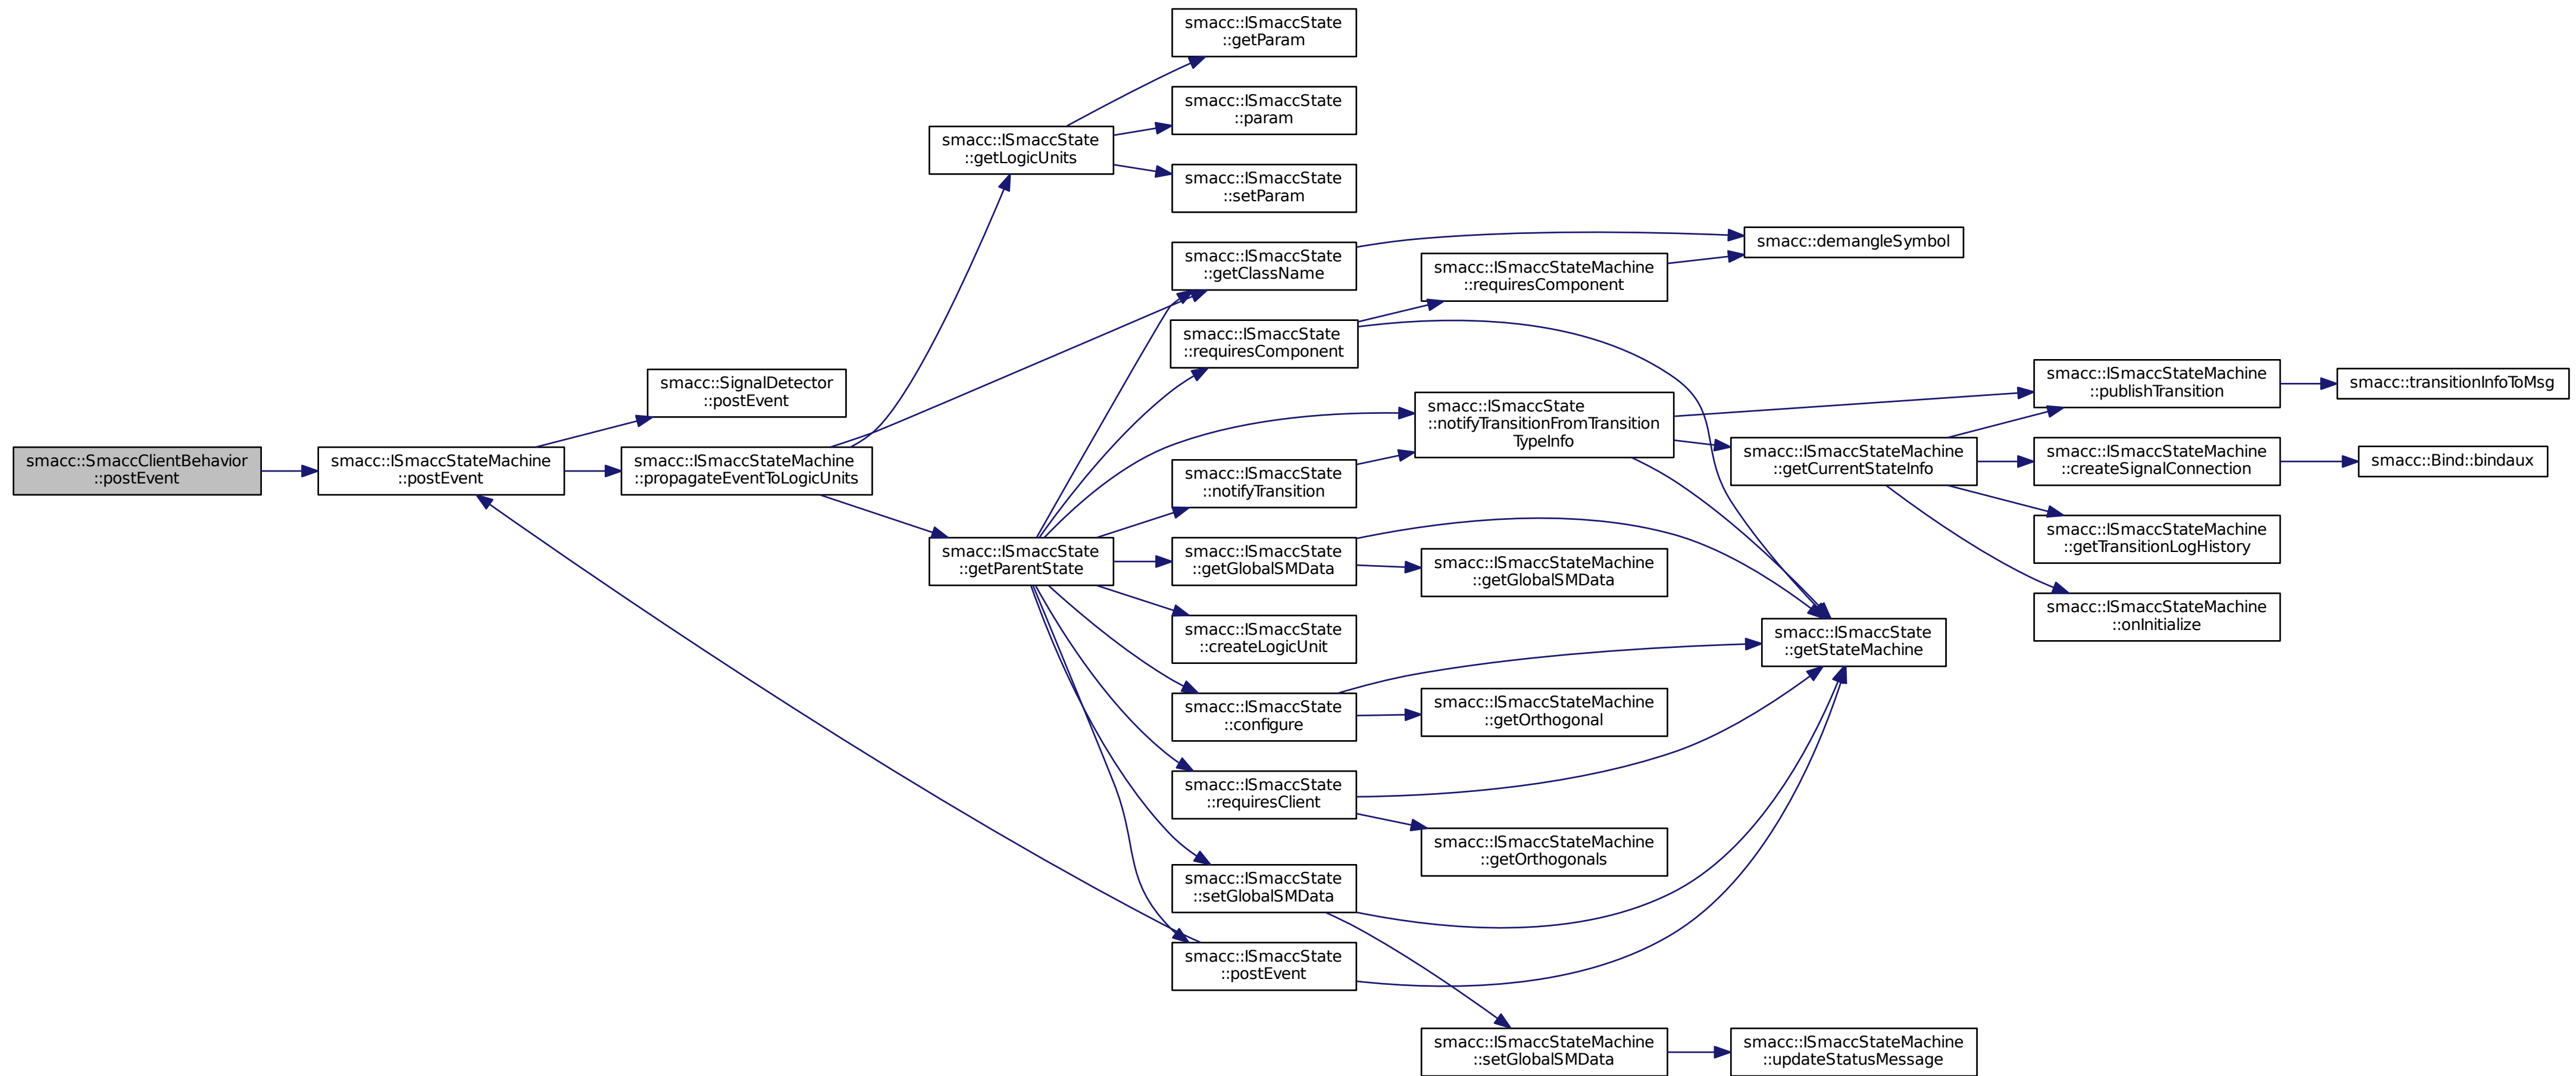 smacc::SmaccClientBehavior
::postEvent
smacc::ISmaccStateMachine
::postEvent
smacc::SignalDetector
::postEvent
smacc::ISmaccStateMachine
::propagateEventToLogicUnits
smacc::ISmaccState
::getLogicUnits
smacc::ISmaccState
::getParentState
smacc::ISmaccState
::getParam
smacc::ISmaccState
::param
smacc::ISmaccState
::setParam
smacc::ISmaccState
::getClassName
smacc::ISmaccState
::requiresComponent
smacc::ISmaccState
::notifyTransition
smacc::ISmaccState
::getGlobalSMData
smacc::ISmaccState
::createLogicUnit
smacc::ISmaccState
::configure
smacc::ISmaccState
::requiresClient
smacc::ISmaccState
::setGlobalSMData
smacc::ISmaccState
::postEvent
smacc::ISmaccStateMachine
::requiresComponent
smacc::ISmaccState
::notifyTransitionFromTransition
TypeInfo
smacc::ISmaccStateMachine
::getGlobalSMData
smacc::ISmaccStateMachine
::getOrthogonal
smacc::ISmaccStateMachine
::getOrthogonals
smacc::ISmaccStateMachine
::setGlobalSMData
smacc::demangleSymbol
smacc::ISmaccStateMachine
::getCurrentStateInfo
smacc::ISmaccState
::getStateMachine
smacc::ISmaccStateMachine
::updateStatusMessage
smacc::ISmaccStateMachine
::publishTransition
smacc::ISmaccStateMachine
::createSignalConnection
smacc::ISmaccStateMachine
::getTransitionLogHistory
smacc::ISmaccStateMachine
::onInitialize
smacc::transitionInfoToMsg
smacc::Bind::bindaux